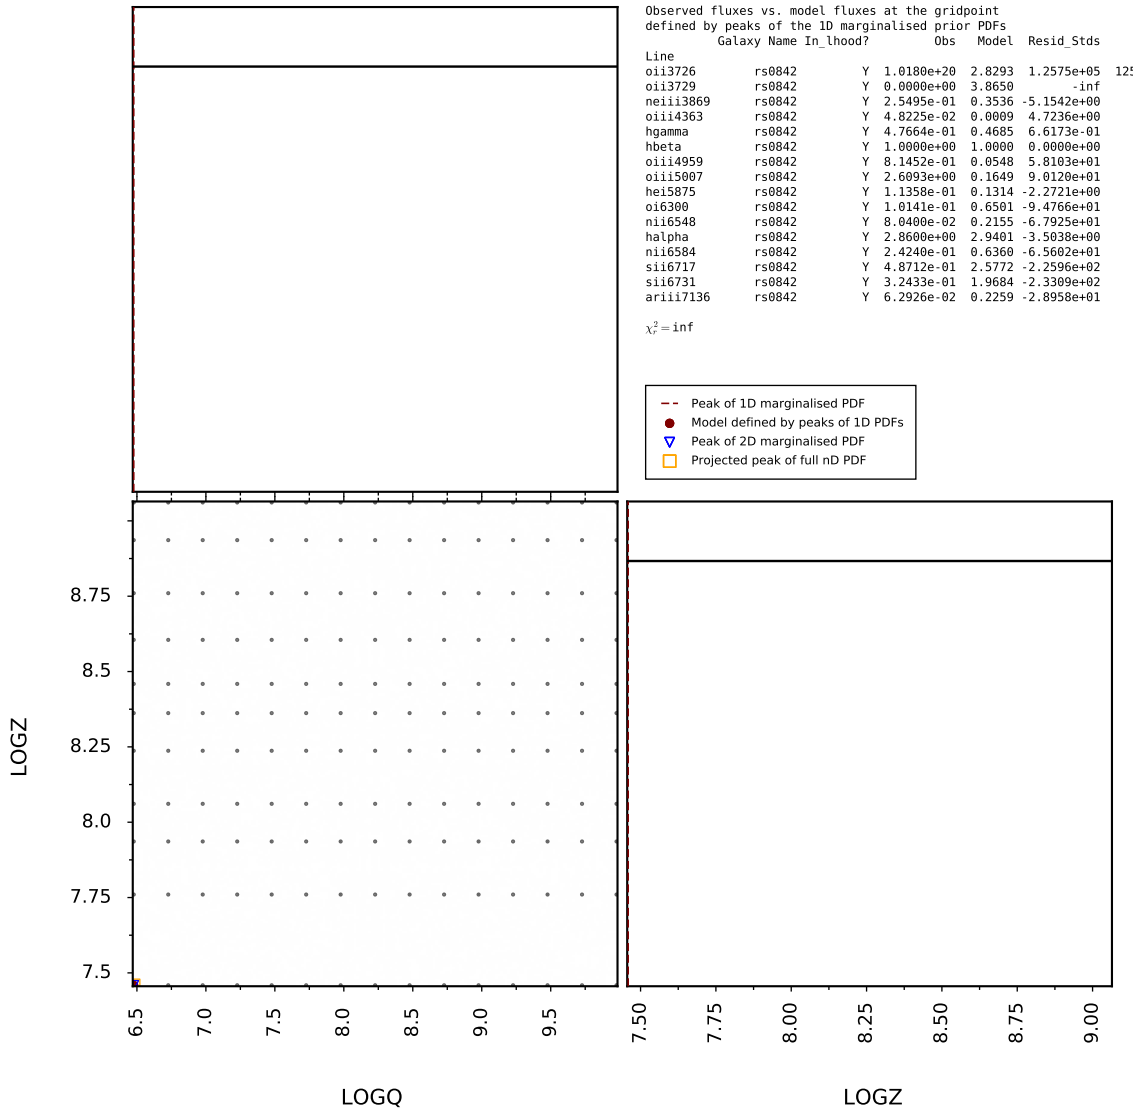 Observed fluxes vs. model fluxes at the gridpoint
defined by peaks of the 1D marginalised prior PDFs
Galaxy Name In_lhood? Obs Model Resid_Stds
Line
oii3726 rs0842 Y 1.0180e+20 2.8293 1.2575e+05 125
oii3729 rs0842 Y 0.0000e+00 3.8650 -inf
neiii3869 rs0842 Y 2.5495e-01 0.3536 -5.1542e+00
oiii4363 rs0842 Y 4.8225e-02 0.0009 4.7236e+00
hgamma rs0842 Y 4.7664e-01 0.4685 6.6173e-01
hbeta rs0842 Y 1.0000e+00 1.0000 0.0000e+00
oiii4959 rs0842 Y 8.1452e-01 0.0548 5.8103e+01
oiii5007 rs0842 Y 2.6093e+00 0.1649 9.0120e+01
hei5875 rs0842 Y 1.1358e-01 0.1314 -2.2721e+00
oi6300 rs0842 Y 1.0141e-01 0.6501 -9.4766e+01
nii6548 rs0842 Y 8.0400e-02 0.2155 -6.7925e+01
halpha rs0842 Y 2.8600e+00 2.9401 -3.5038e+00
nii6584 rs0842 Y 2.4240e-01 0.6360 -6.5602e+01
sii6717 rs0842 Y 4.8712e-01 2.5772 -2.2596e+02
sii6731 rs0842 Y 3.2433e-01 1.9684 -2.3309e+02
ariii7136 rs0842 Y 6.2926e-02 0.2259 -2.8958e+01
χ²ᵣ = inf
Peak of 1D marginalised PDF
Model defined by peaks of 1D PDFs
Peak of 2D marginalised PDF
Projected peak of full nD PDF
8.75
8.5
8.25
8.0
7.75
7.5
LOGZ
6.5 7.0 7.5 8.0 8.5 9.0 9.5
LOGQ
7.50 7.75 8.00 8.25 8.50 8.75 9.00
LOGZ